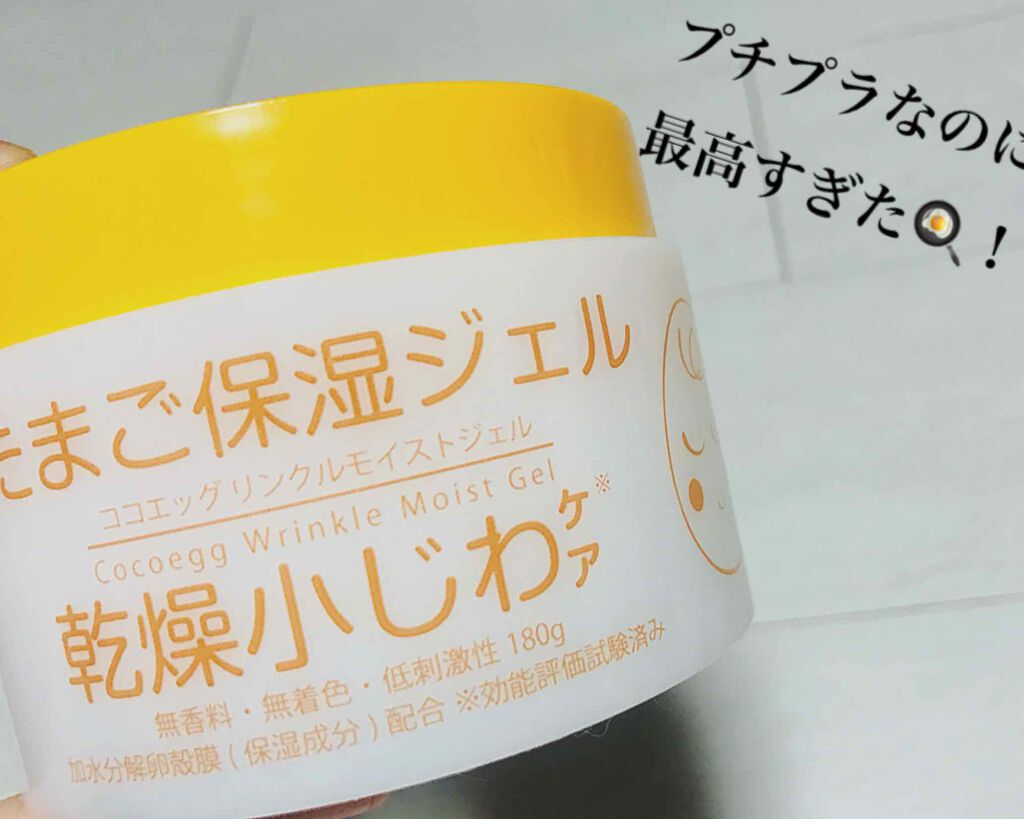 プチプラなのに
最高すぎた🍳！
たまご保湿ジェル
ココエッグリンクルモイストジェル
Cocoegg Wrinkle Moist Gel
乾燥小じわケア※
無香料・無着色・低刺激性 180g
加水分解卵殻膜(保湿成分)配合 ※効能評価試験済み